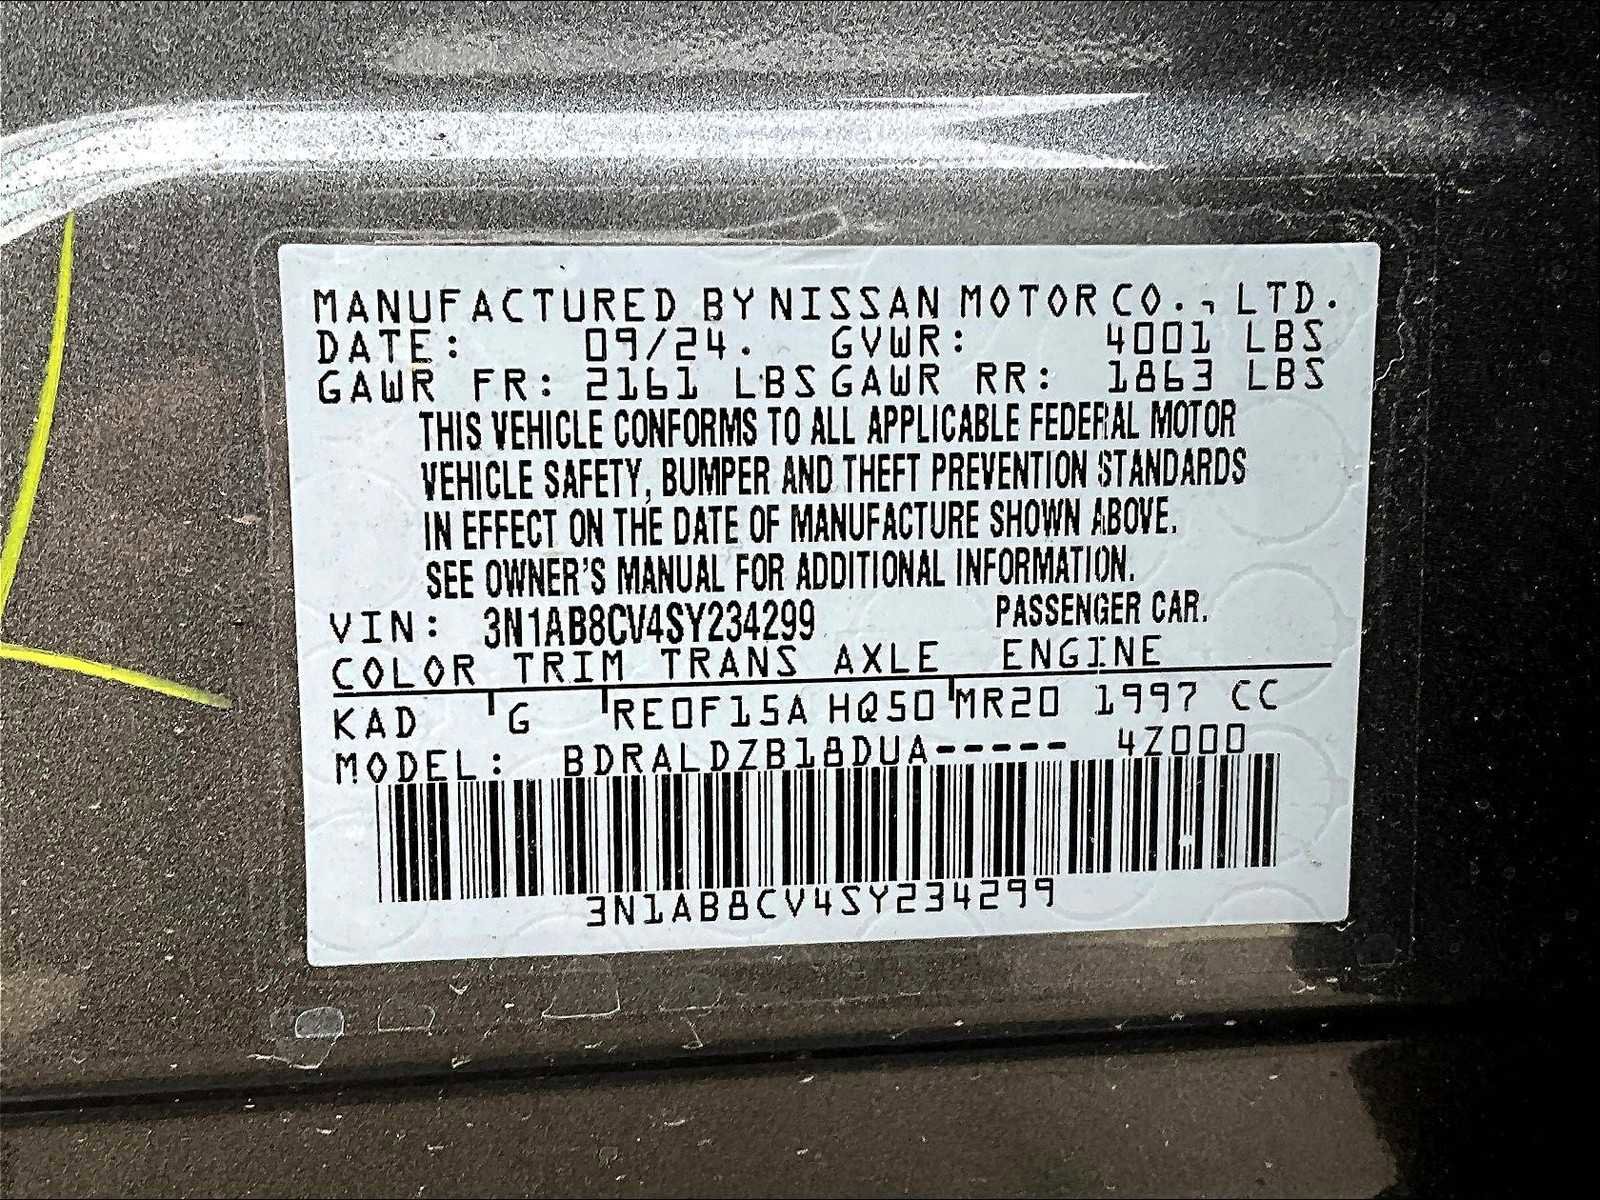 MANUFACTURED BY NISSAN MOTOR CO., LTD.
DATE: 09/24. GVWR: 4001 LBS
GAWR FR: 2161 LBS GAWR RR: 1863 LBS
THIS VEHICLE CONFORMS TO ALL APPLICABLE FEDERAL MOTOR
VEHICLE SAFETY, BUMPER AND THEFT PREVENTION STANDARDS
IN EFFECT ON THE DATE OF MANUFACTURE SHOWN ABOVE.
SEE OWNER'S MANUAL FOR ADDITIONAL INFORMATION.
VIN: 3N1AB8CV4SY234299 PASSENGER CAR.
COLOR TRIM TRANS AXLE ENGINE
KAD G RE0F15A HQ50 MR20 1997 CC
MODEL: BDRALDZB18DUA----- 4Z000
3N1AB8CV4SY234299